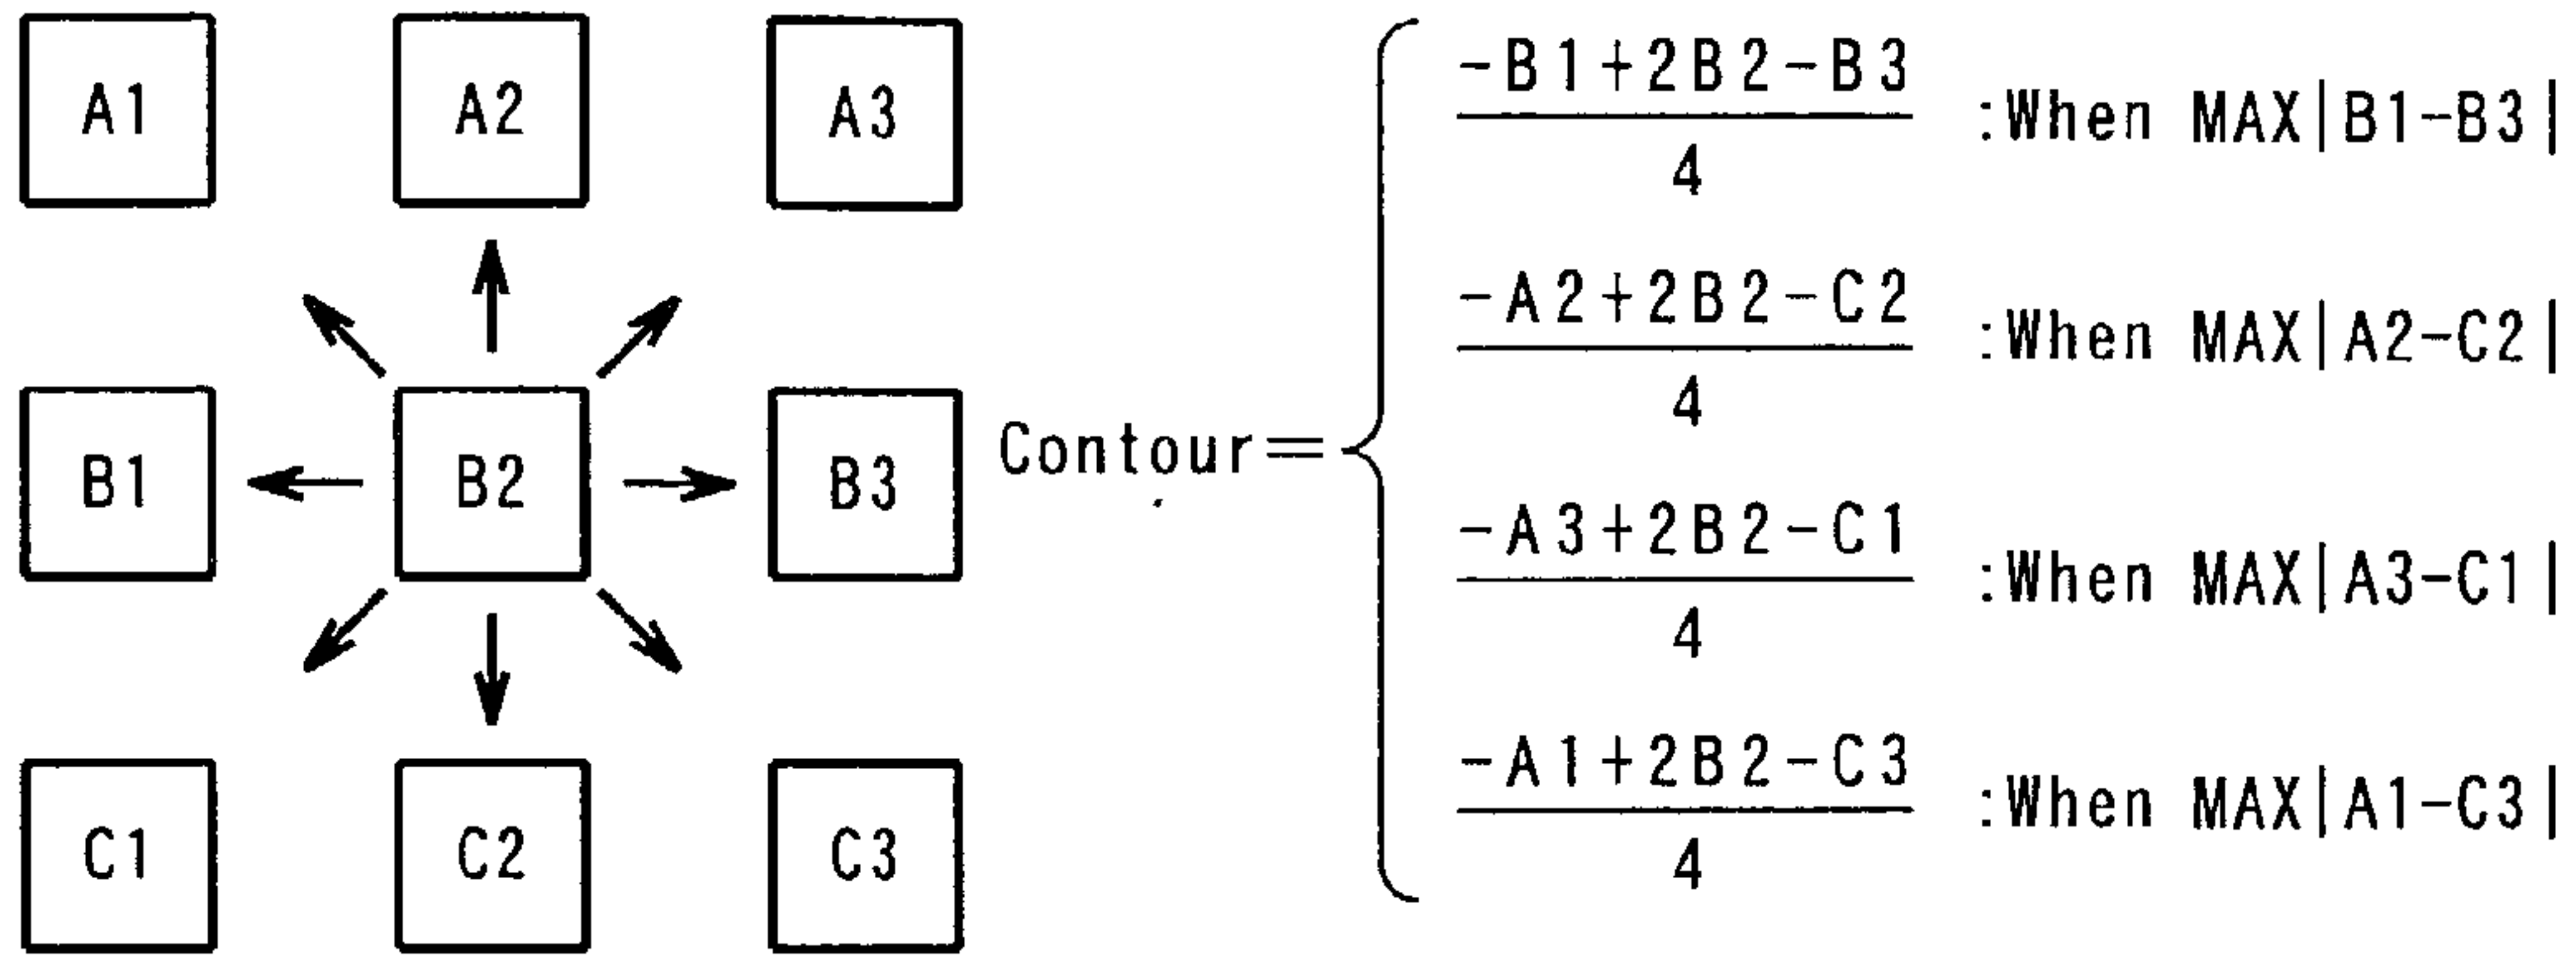 A1 A2 A3
B1 B2 B3
C1 C2 C3
Contour=
-B1+2B2-B3
4
:When MAX|B1-B3|
-A2+2B2-C2
4
:When MAX|A2-C2|
-A3+2B2-C1
4
:When MAX|A3-C1|
-A1+2B2-C3
4
:When MAX|A1-C3|